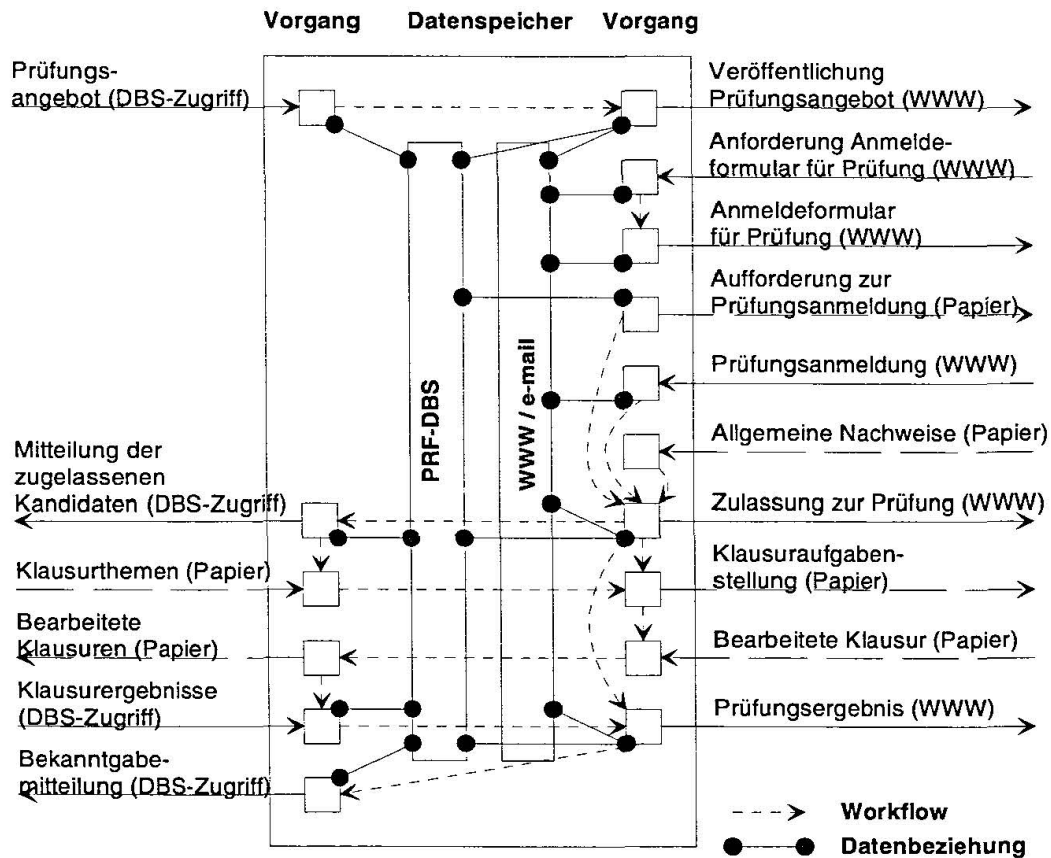 Vorgang Datenspeicher Vorgang
Prüfungs-
angebot (DBS-Zugriff)
Veröffentlichung
Prüfungsangebot (WWW)
Anforderung Anmelde-
formular für Prüfung (WWW)
Anmeldeformular
für Prüfung (WWW)
Aufforderung zur
Prüfungsanmeldung (Papier)
Prüfungsanmeldung (WWW)
Allgemeine Nachweise (Papier)
PRF-DBS
WWW / e-mail
Mitteilung der
zugelassenen
Kandidaten (DBS-Zugriff)
Zulassung zur Prüfung (WWW)
Klausurthemen (Papier)
Klausuraufgaben-
stellung (Papier)
Bearbeitete
Klausuren (Papier)
Bearbeitete Klausur (Papier)
Klausurergebnisse
(DBS-Zugriff)
Prüfungsergebnis (WWW)
Bekanntgabe-
mitteilung (DBS-Zugriff)
Workflow
Datenbeziehung